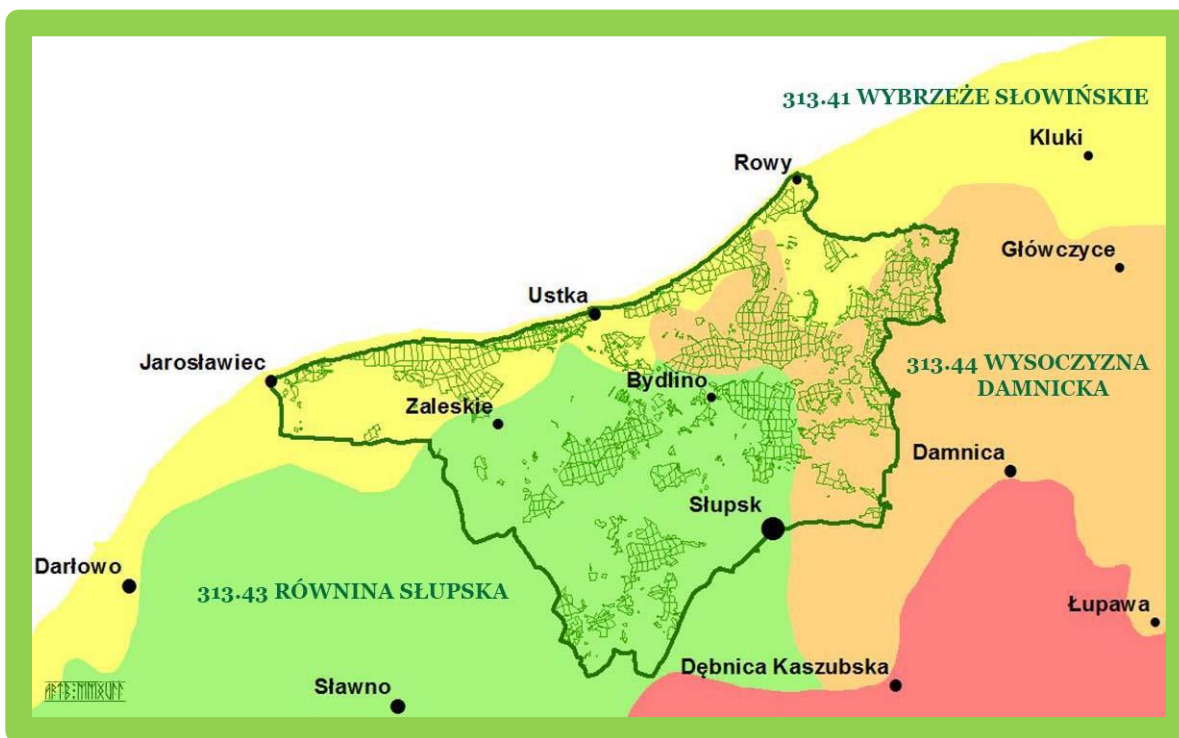 313.41 WYBRZEŻE SŁOWIŃSKIE
Kluki
Rowy
Główczyce
Ustka
Jarosławiec
313.44 WYSOCZYZNA
DAMNICKA
Bydlino
Zaleskie
Damnica
Słupsk
Darłowo
313.43 RÓWNINA SŁUPSKA
Łupawa
Dębnica Kaszubska
Sławno